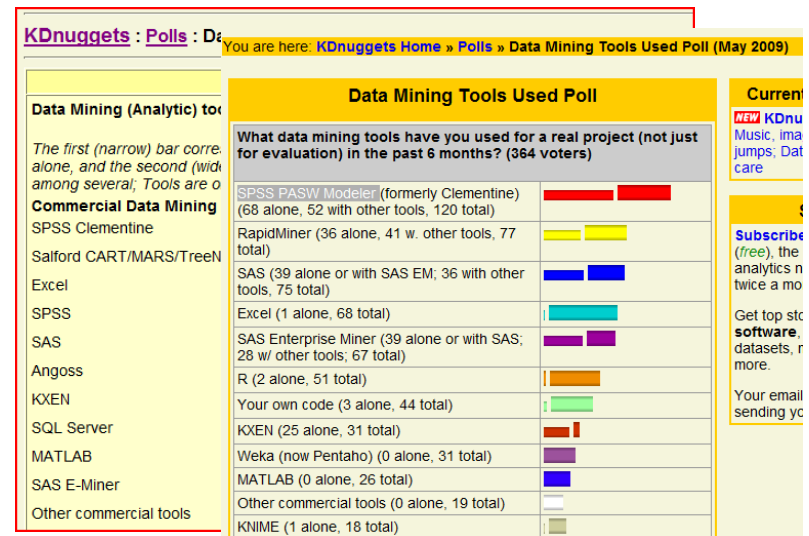 KDnuggets : Polls : Da
Data Mining (Analytic) too
The first (narrow) bar corre
alone, and the second (wide
among several; Tools are o
Commercial Data Mining
SPSS Clementine
Salford CART/MARS/TreeN
Excel
SPSS
SAS
Angoss
KXEN
SQL Server
MATLAB
SAS E-Miner
Other commercial tools
You are here: KDnuggets Home » Polls » Data Mining Tools Used Poll (May 2009)
Data Mining Tools Used Poll
What data mining tools have you used for a real project (not just
for evaluation) in the past 6 months? (364 voters)
SPSS PASW Modeler (formerly Clementine)
(68 alone, 52 with other tools, 120 total)
RapidMiner (36 alone, 41 w. other tools, 77
total)
SAS (39 alone or with SAS EM; 36 with other
tools, 75 total)
Excel (1 alone, 68 total)
SAS Enterprise Miner (39 alone or with SAS;
28 w/ other tools; 67 total)
R (2 alone, 51 total)
Your own code (3 alone, 44 total)
KXEN (25 alone, 31 total)
Weka (now Pentaho) (0 alone, 31 total)
MATLAB (0 alone, 26 total)
Other commercial tools (0 alone, 19 total)
KNIME (1 alone, 18 total)
Current
NEW KDnu
Music, imag
jumps; Dat
care
S
Subscribe
(free), the
analytics n
twice a mo
Get top sto
software,
datasets, m
more.
Your email
sending yo